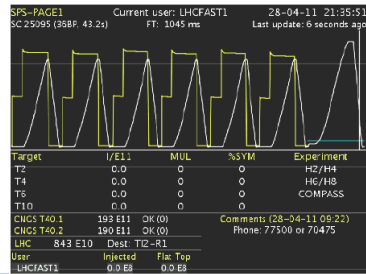 SPS-PAGE1 Current user: LHCFAST1 28-04-11 21:35:51
SC 25095 (36BP, 43.2s) FT: 1045 ms Last update: 6 seconds ago
Target I/E11 MUL %SYM Experiment
T2 0.0 0 0 H2/H4
T4 0.0 0 0 H6/H8
T6 0.0 0 0 COMPASS
T10 0.0 0 0
CNGS T40.1 193 E11 OK (0) Comments (28-04-11 09:22)
CNGS T40.2 190 E11 OK (0) Phone: 77500 or 70475
LHC 843 E10 Dest: TI2-R1
User Injected Flat Top
LHCFAST1 0.0 E8 0.0 E8